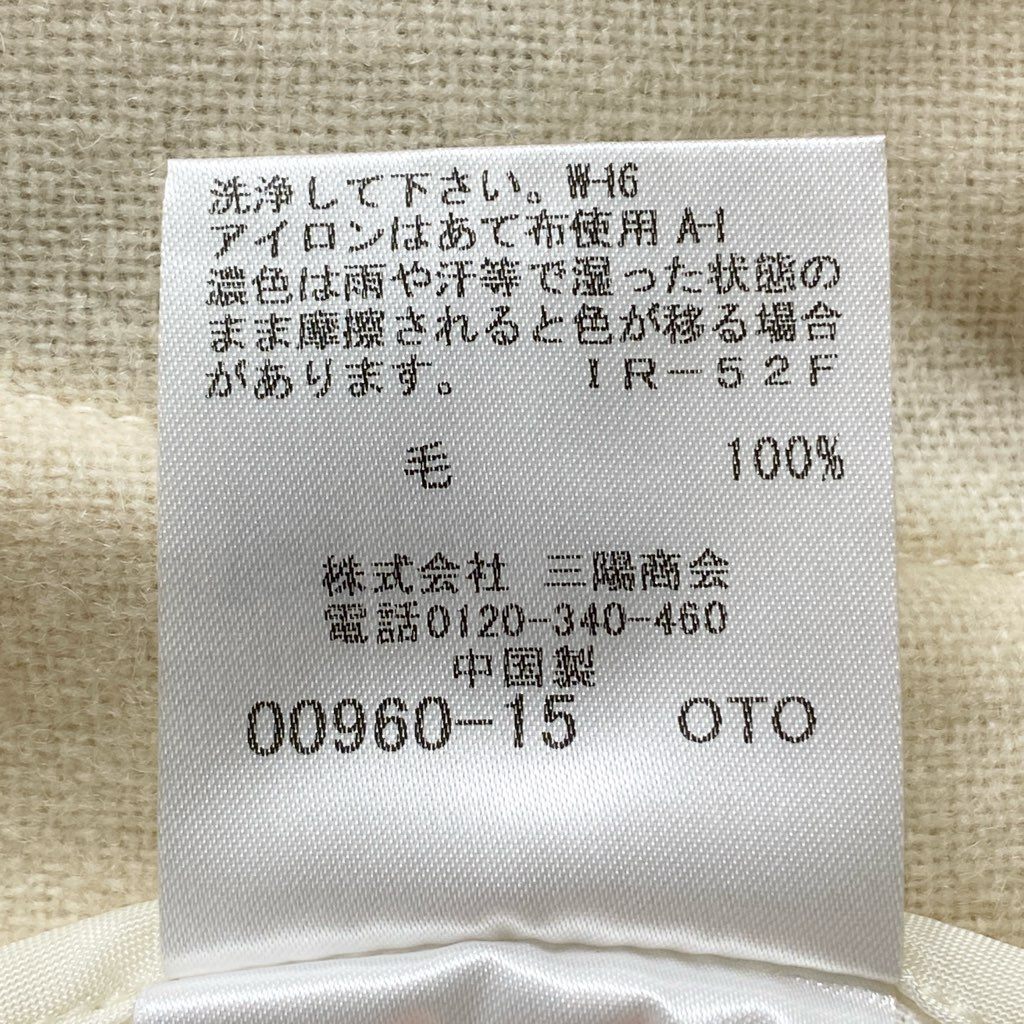 洗浄して下さい。W-16
アイロンはあて布使用 A-1
濃色は雨や汗等で湿った状態の
まま摩擦されると色が移る場合
があります。 IR-52F
毛 100%
株式会社 三陽商会
電話0120-340-460
中国製
00960-15 OTO